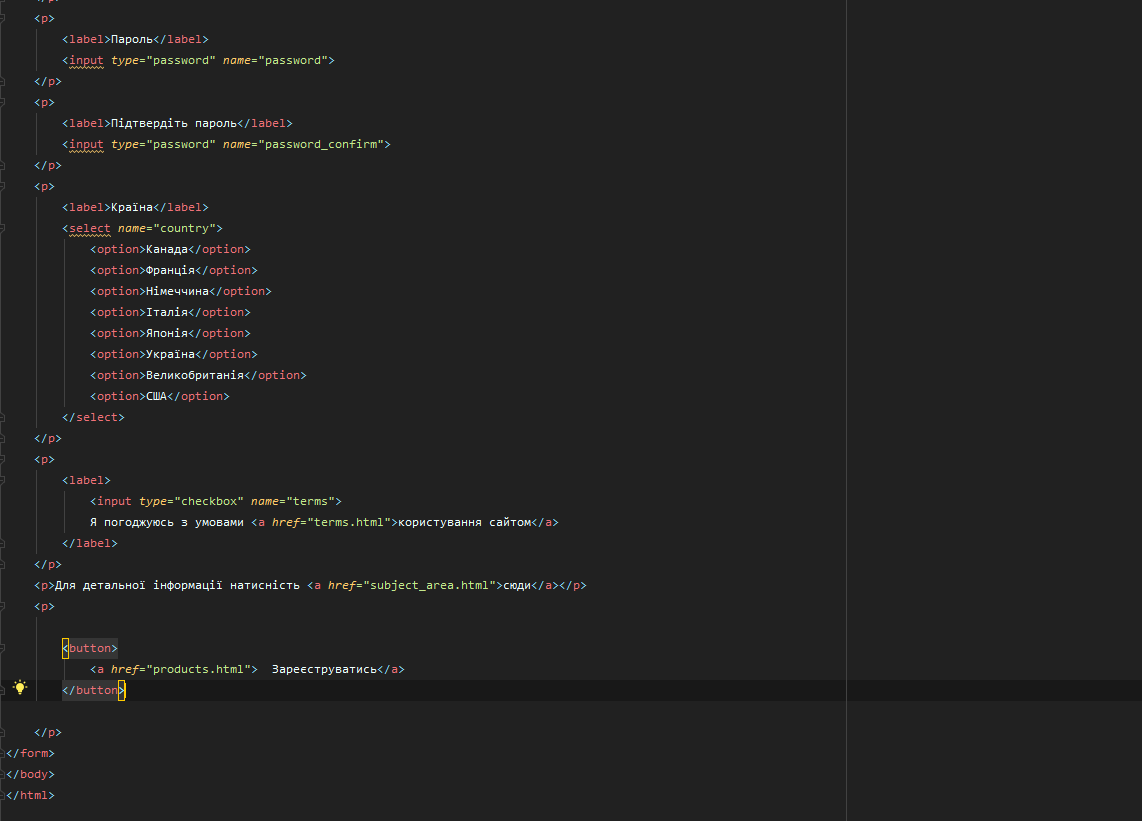 </p>
<p>
<label>Пароль</label>
<input type="password" name="password">
</p>
<p>
<label>Підтвердіть пароль</label>
<input type="password" name="password_confirm">
</p>
<p>
<label>Країна</label>
<select name="country">
<option>Канада</option>
<option>Франція</option>
<option>Німеччина</option>
<option>Італія</option>
<option>Японія</option>
<option>Україна</option>
<option>Великобританія</option>
<option>США</option>
</select>
</p>
<p>
<label>
<input type="checkbox" name="terms">
Я погоджуюсь з умовами <a href="terms.html">користування сайтом</a>
</label>
</p>
<p>Для детальної інформації натисність <a href="subject_area.html">сюди</a></p>
<p>
<button>
<a href="products.html">  Зареєструватись</a>
</button>
</p>
</form>
</body>
</html>